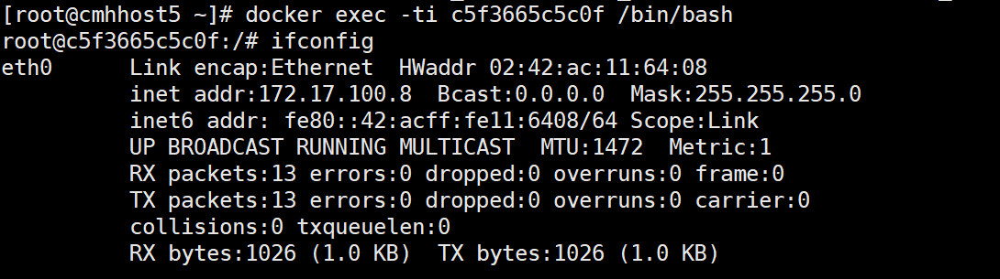 [root@cmhhost5 ~]# docker exec -ti c5f3665c5c0f /bin/bash
root@c5f3665c5c0f:/# ifconfig
eth0      Link encap:Ethernet  HWaddr 02:42:ac:11:64:08
          inet addr:172.17.100.8  Bcast:0.0.0.0  Mask:255.255.255.0
          inet6 addr: fe80::42:acff:fe11:6408/64 Scope:Link
          UP BROADCAST RUNNING MULTICAST  MTU:1472  Metric:1
          RX packets:13 errors:0 dropped:0 overruns:0 frame:0
          TX packets:13 errors:0 dropped:0 overruns:0 carrier:0
          collisions:0 txqueuelen:0
          RX bytes:1026 (1.0 KB)  TX bytes:1026 (1.0 KB)